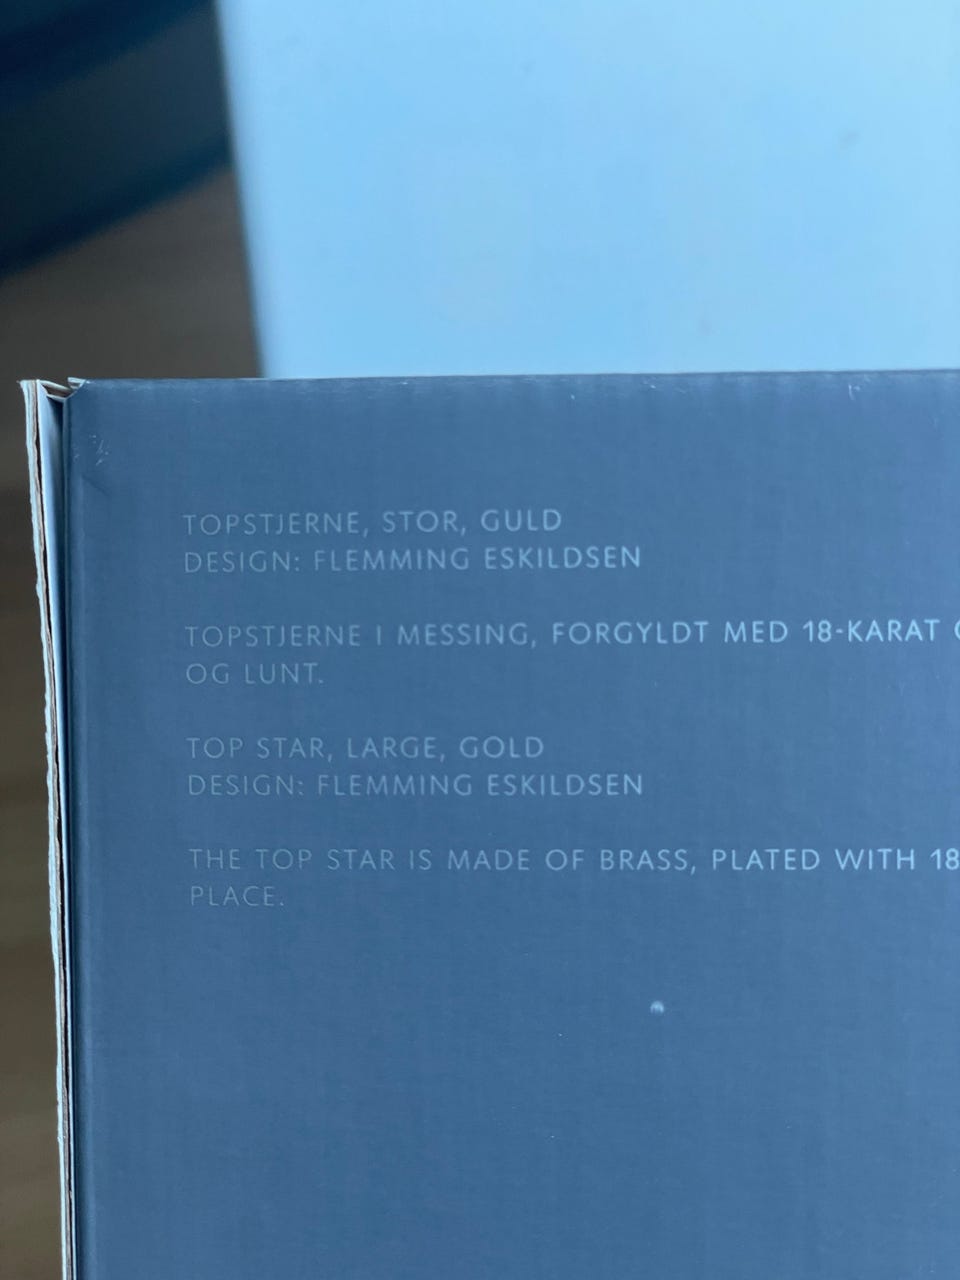 TOPSTJERNE, STOR, GULD
DESIGN: FLEMMING ESKILDSEN
TOPSTJERNE I MESSING, FORGYLDT MED 18-KARAT
OG LUNT.
TOP STAR, LARGE, GOLD
DESIGN: FLEMMING ESKILDSEN
THE TOP STAR IS MADE OF BRASS, PLATED WITH 18
PLACE.